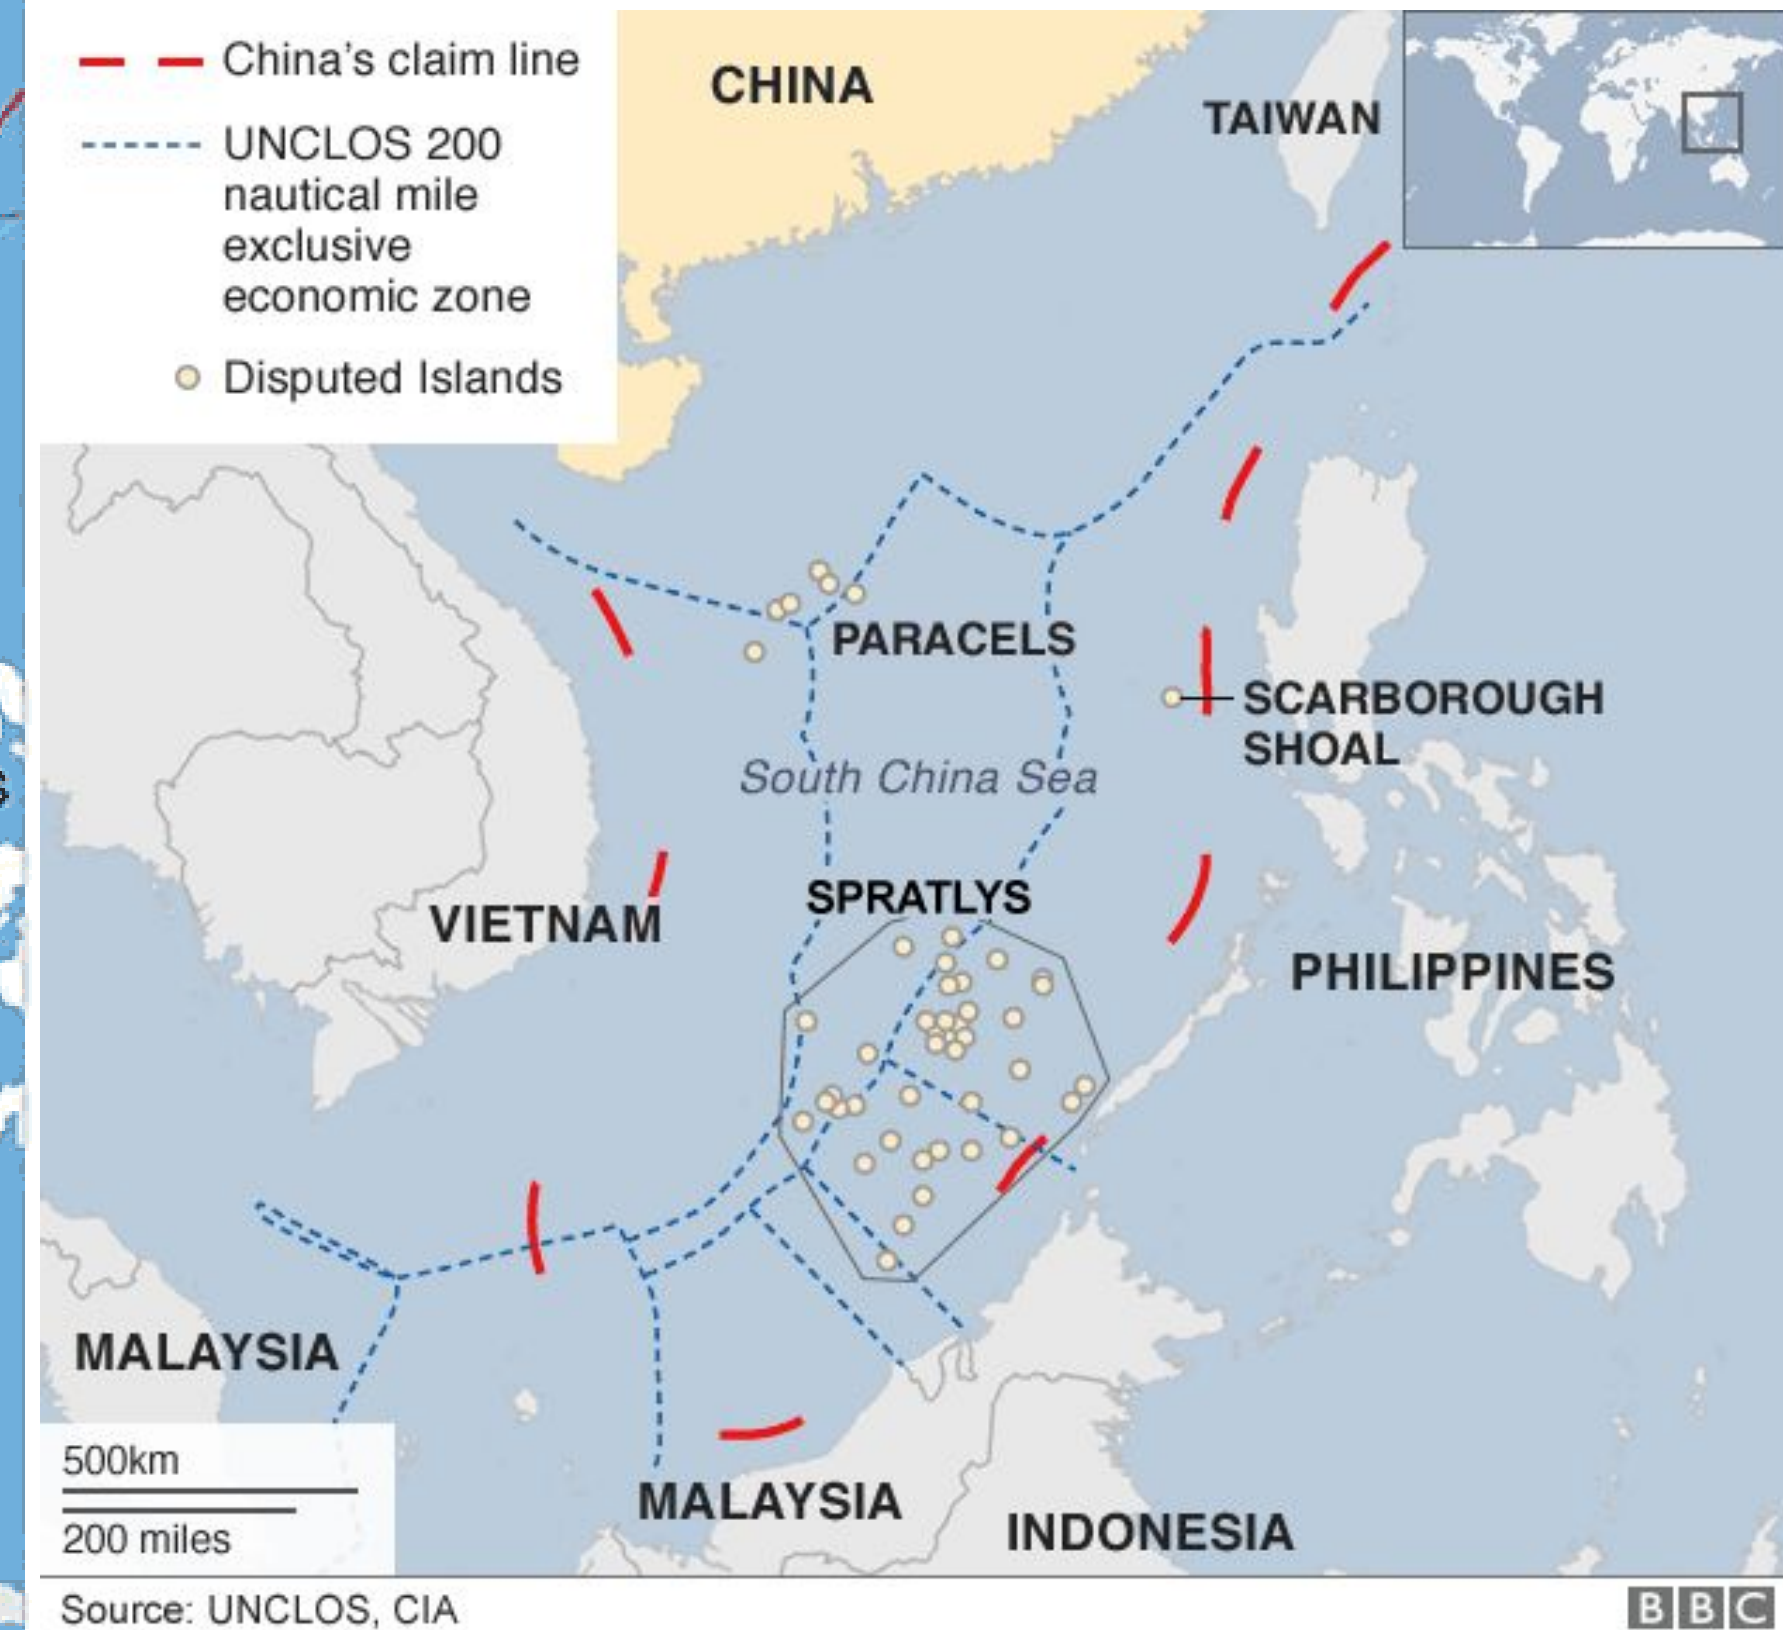 China's claim line
UNCLOS 200
nautical mile
exclusive
economic zone
Disputed Islands
CHINA
TAIWAN
PARACELS
SCARBOROUGH
SHOAL
South China Sea
SPRATLYS
VIETNAM
PHILIPPINES
MALAYSIA
500km
200 miles
MALAYSIA
INDONESIA
Source: UNCLOS, CIA
BBC